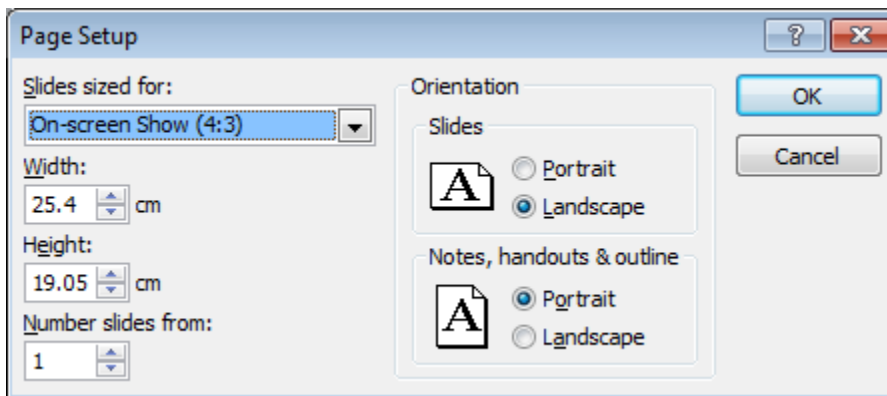 Page Setup
Slides sized for:
On-screen Show (4:3)
Width:
25.4 cm
Height:
19.05 cm
Number slides from:
1
Orientation
Slides
A
Portrait
Landscape
Notes, handouts & outline
A
Portrait
Landscape
OK
Cancel